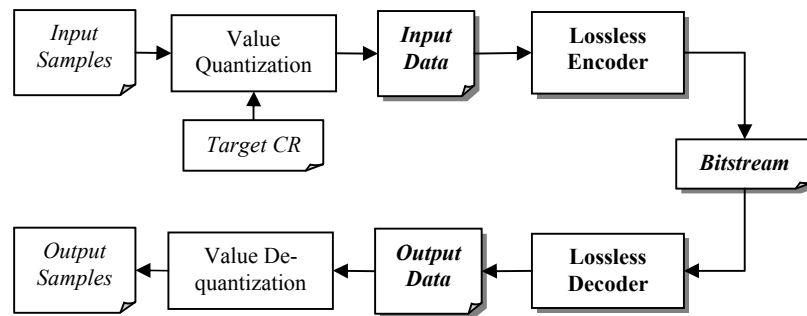 Input
Samples
Value
Quantization
Input
Data
Lossless
Encoder
Target CR
Bitstream
Output
Samples
Value De-
quantization
Output
Data
Lossless
Decoder